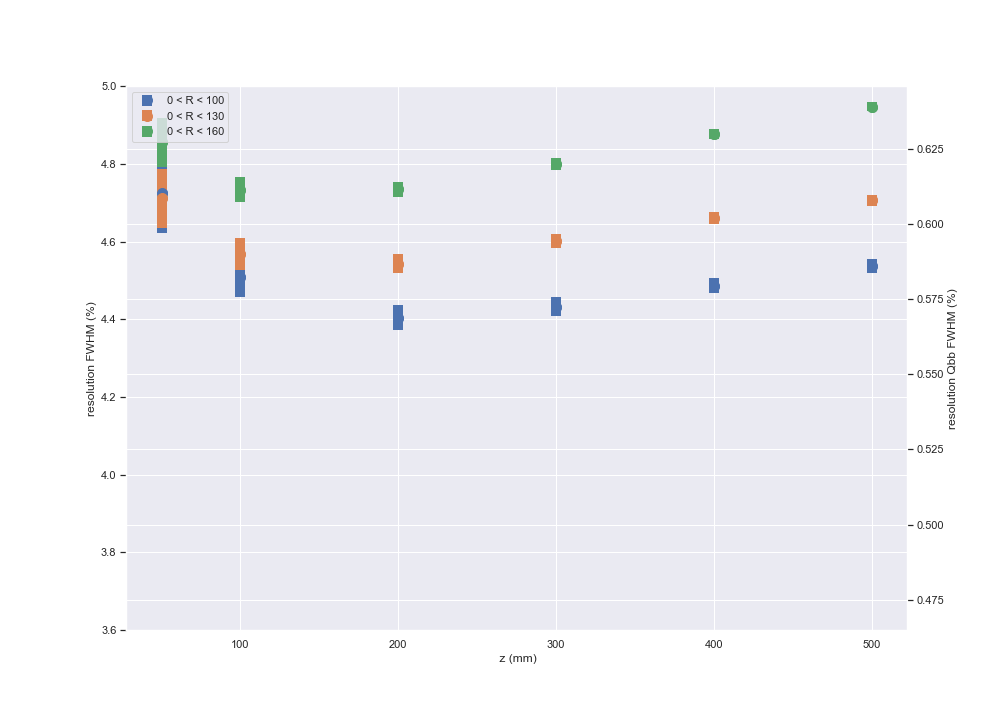 5.0
4.8
4.6
4.4
4.2
4.0
3.8
3.6
resolution FWHM (%)
0 < R < 100
0 < R < 130
0 < R < 160
0.625
0.600
0.575
0.550
0.525
0.500
0.475
resolution Qbb FWHM (%)
100 200 300 400 500
z (mm)